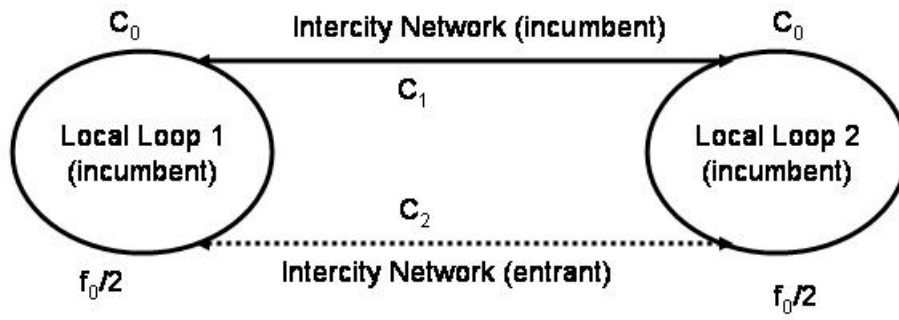 C₀ Intercity Network (incumbent) C₀
C₁
Local Loop 1
(incumbent)
Local Loop 2
(incumbent)
C₂
Intercity Network (entrant)
f₀/2
f₀/2